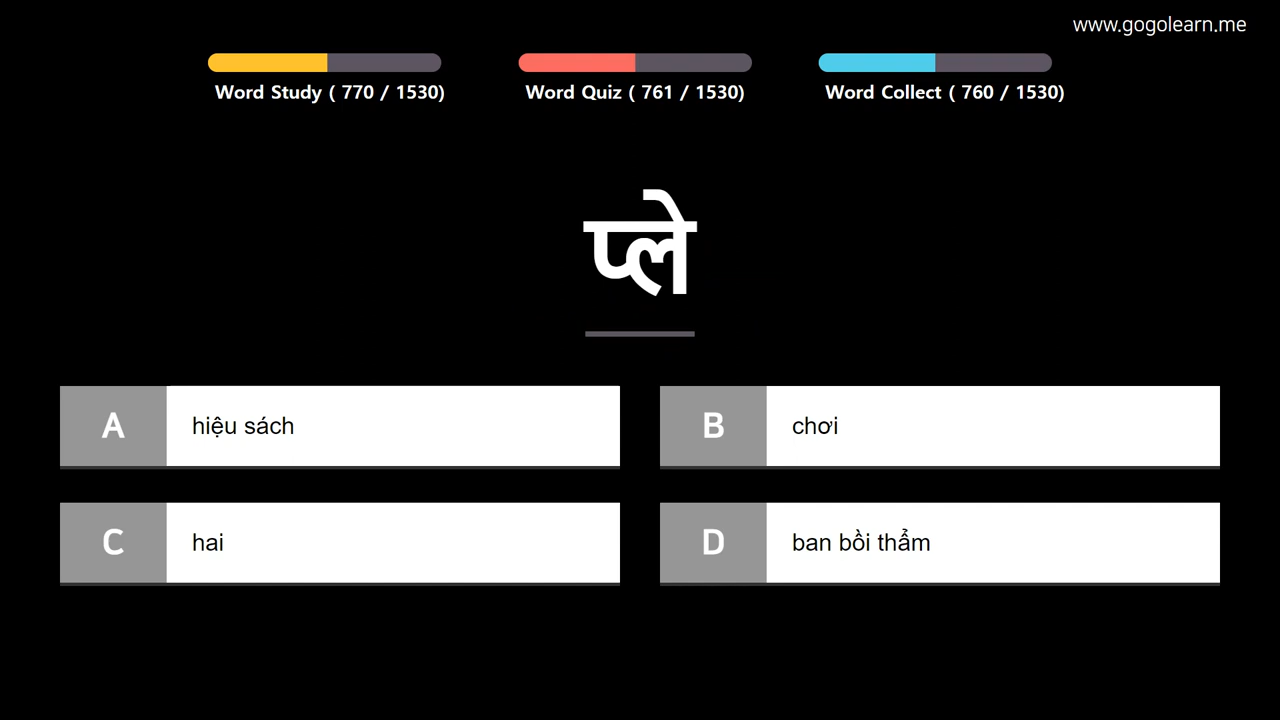 www.gogolearn.me
Word Study ( 770 / 1530)
Word Quiz ( 761 / 1530)
Word Collect ( 760 / 1530)
प्ले
A hiệu sách
B chơi
C hai
D ban bồi thẩm